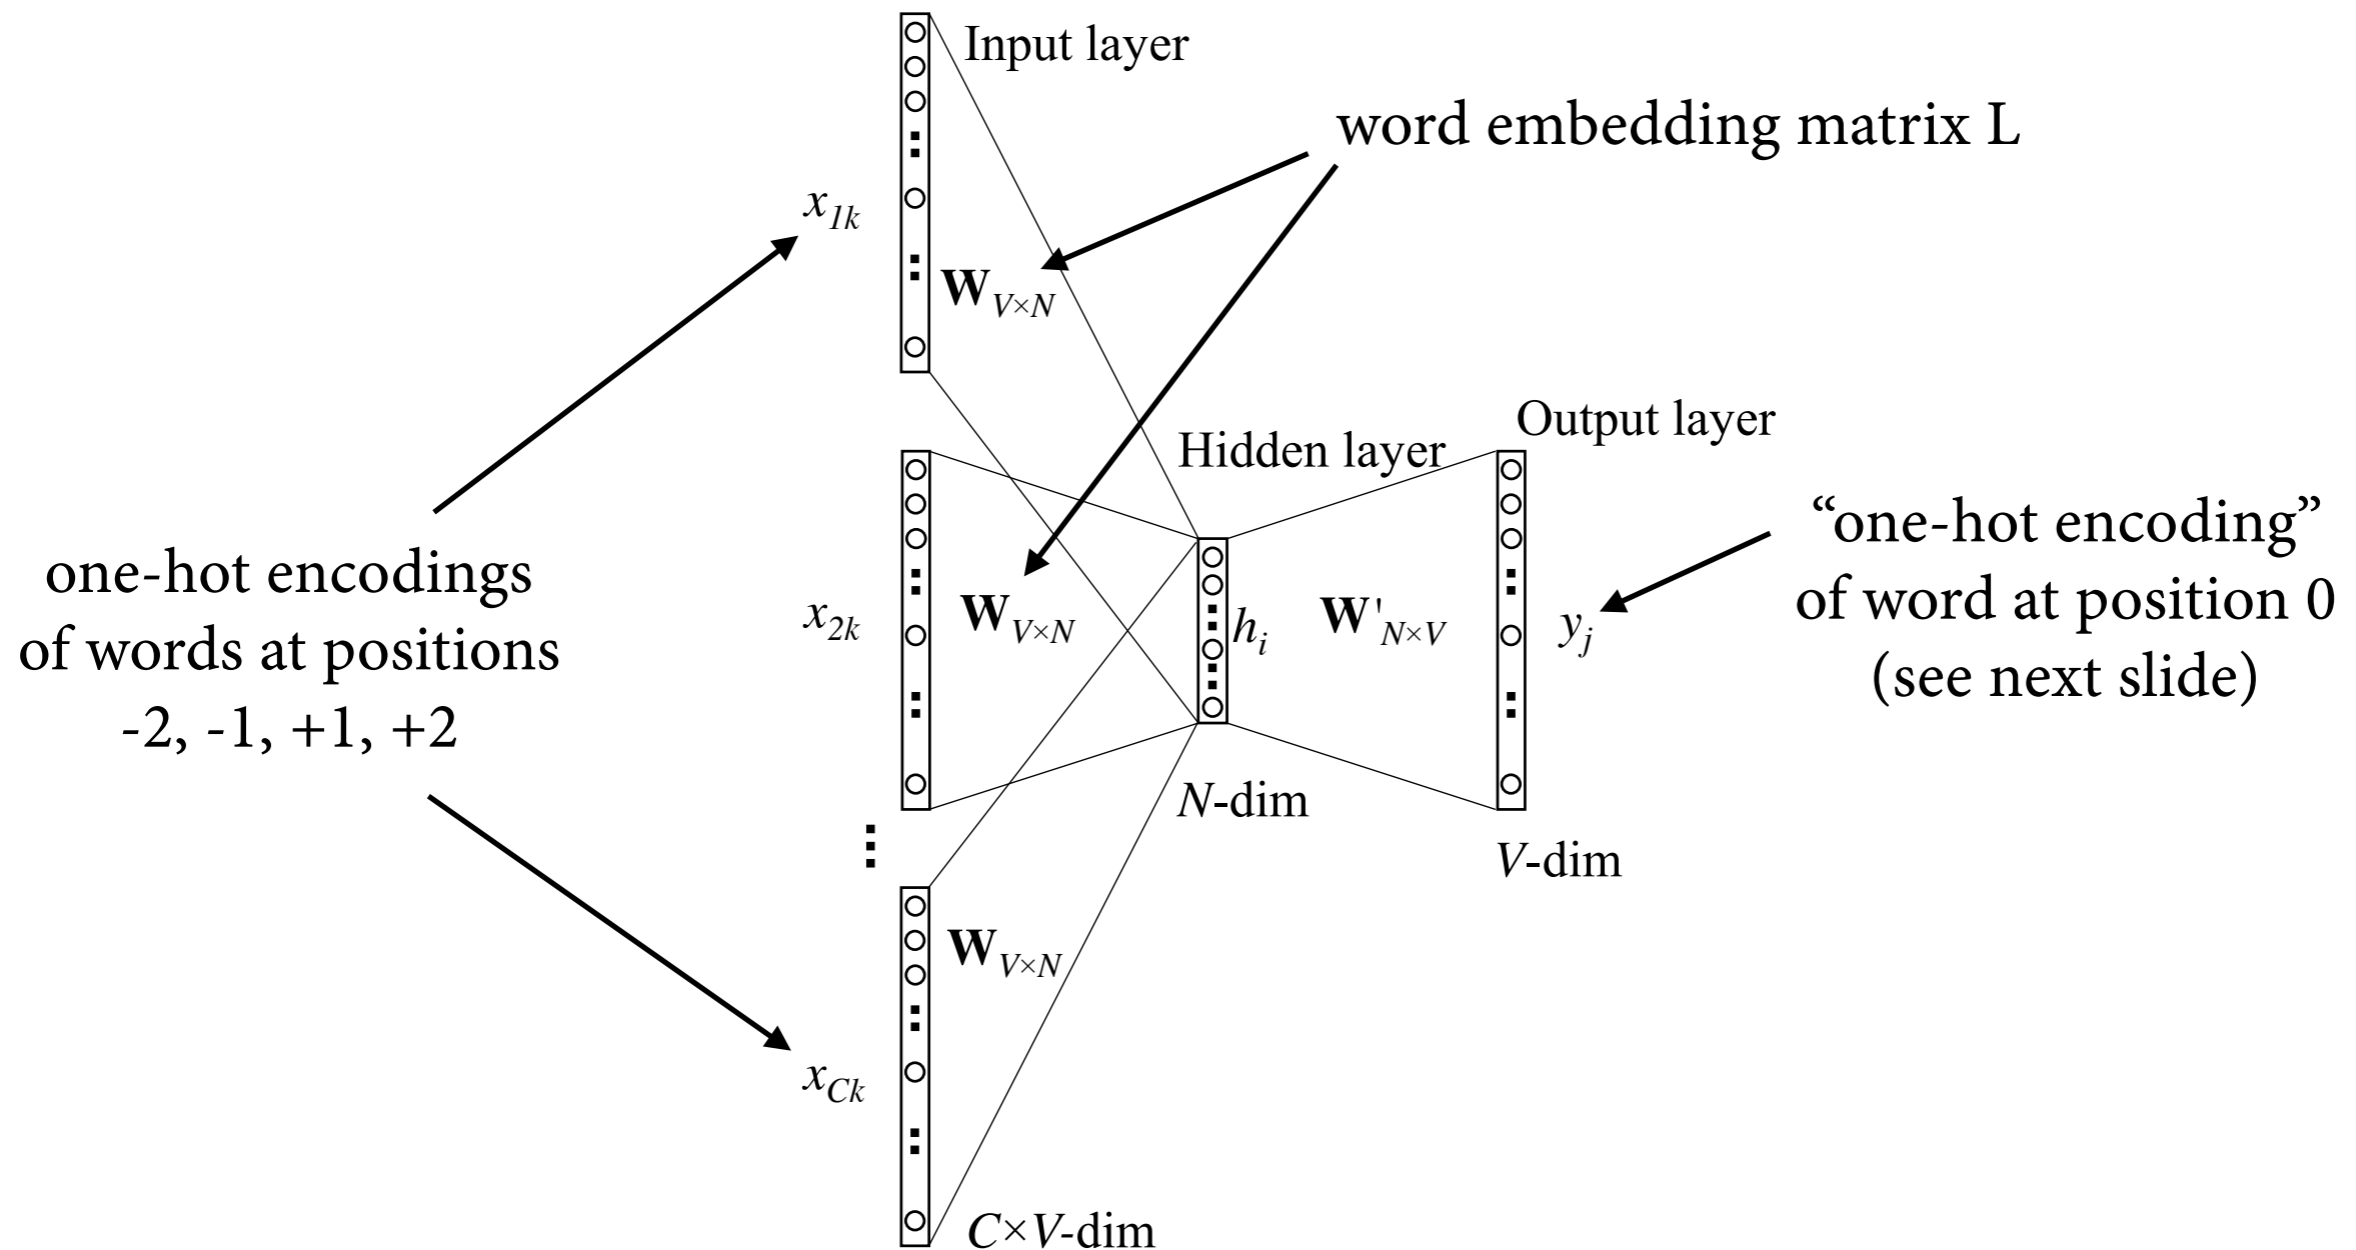 Input layer
word embedding matrix L
x1k
WV×N
Output layer
Hidden layer
“one-hot encoding”
of word at position 0
(see next slide)
one-hot encodings
of words at positions
-2, -1, +1, +2
x2k
WV×N
hi
W'N×V
yj
N-dim
V-dim
WV×N
xCk
C×V-dim